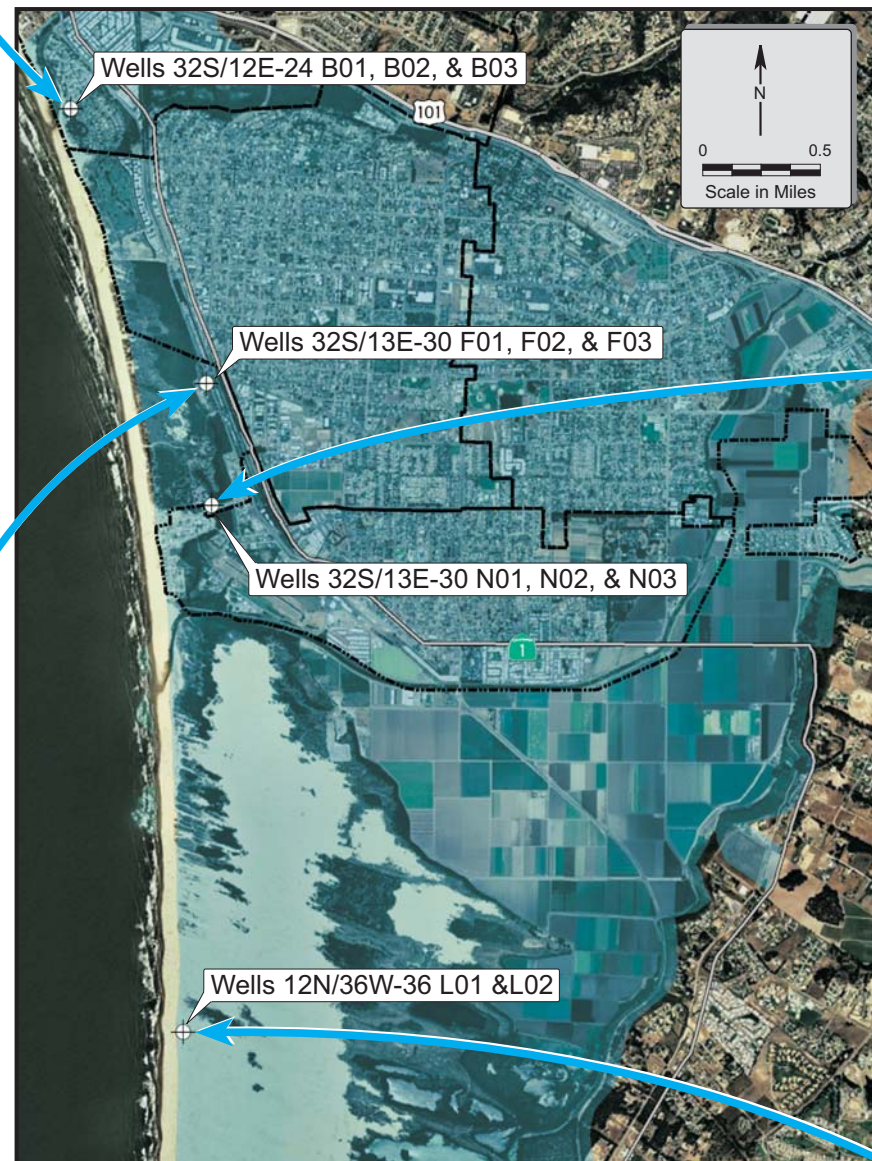 Wells 32S/12E-24 B01, B02, & B03
101
N
0 0.5
Scale in Miles
Wells 32S/13E-30 F01, F02, & F03
Wells 32S/13E-30 N01, N02, & N03
1
Wells 12N/36W-36 L01 &L02